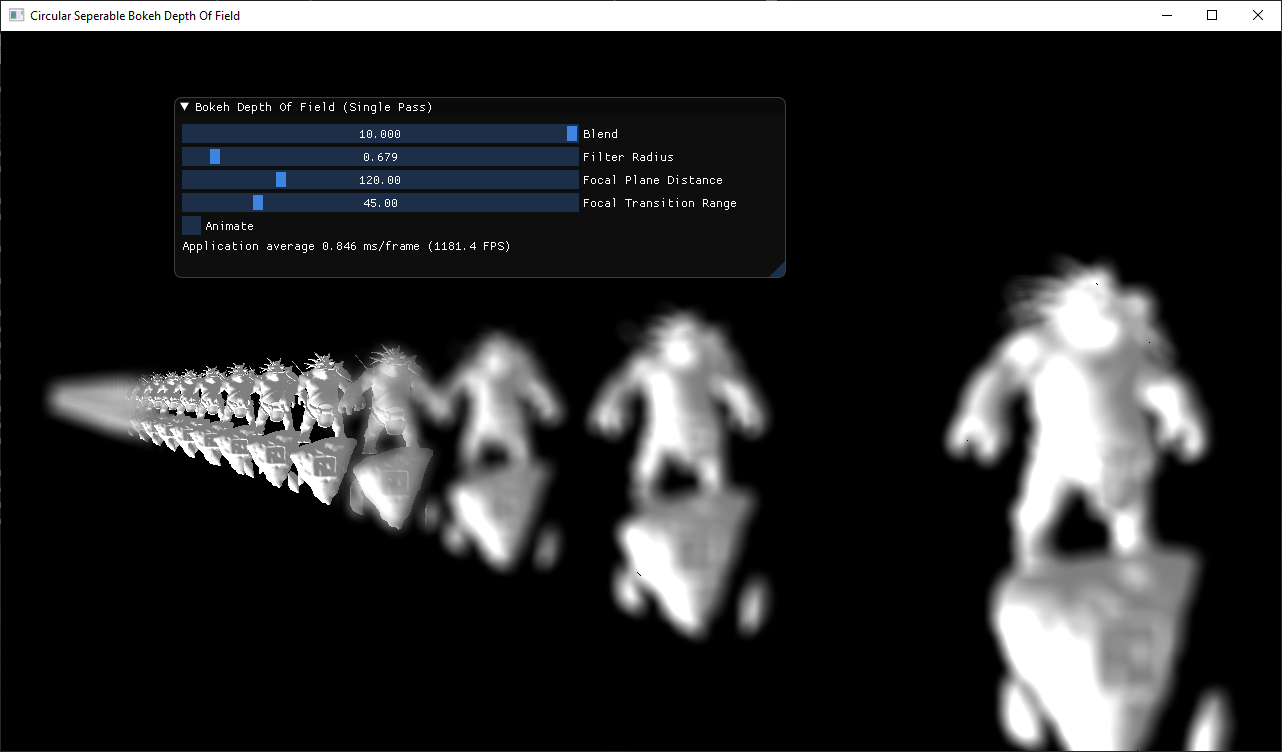 Circular Seperable Bokeh Depth Of Field
Bokeh Depth Of Field (Single Pass)
10.000 Blend
0.679 Filter Radius
120.00 Focal Plane Distance
45.00 Focal Transition Range
Animate
Application average 0.846 ms/frame (1181.4 FPS)